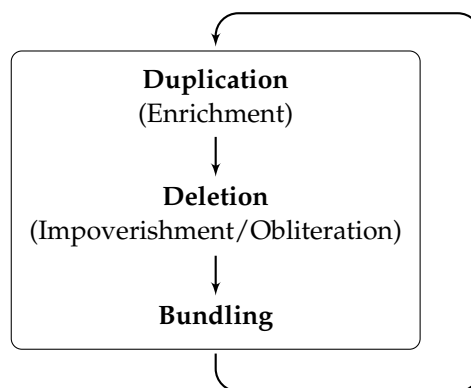 Duplication
(Enrichment)
Deletion
(Impoverishment/Obliteration)
Bundling